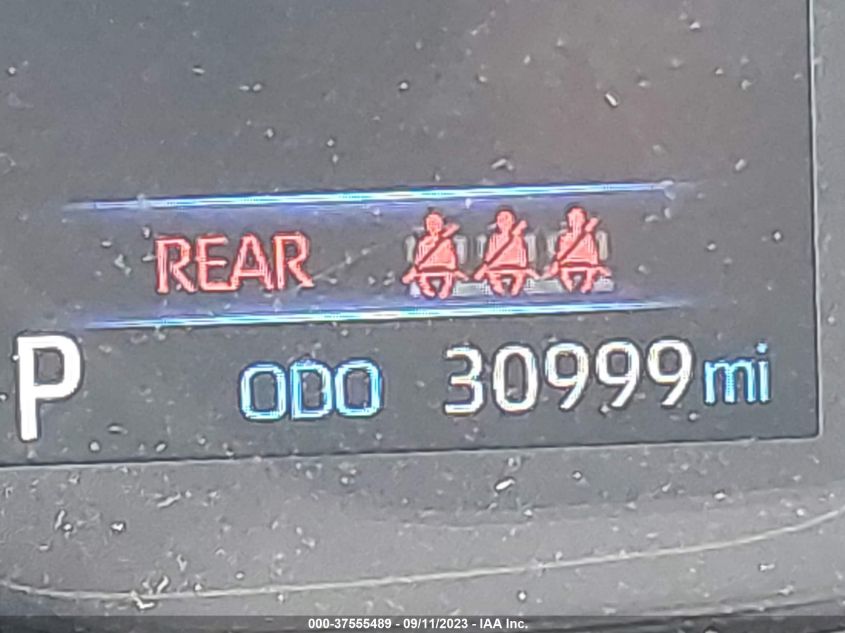 REAR
P ODO 30999 mi
000-37555489 - 09/11/2023 - IAA Inc.